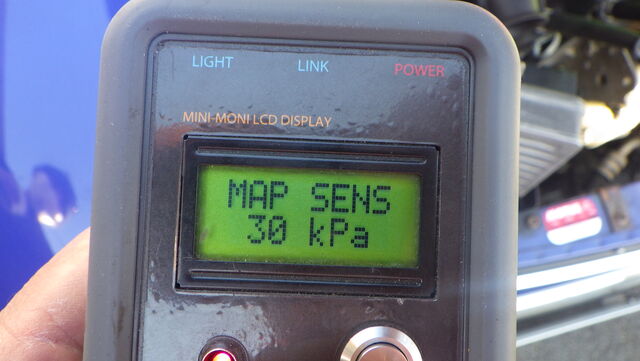 LIGHT LINK POWER
MINI-MONI LCD DISPLAY
MAP SENS
30 kPa